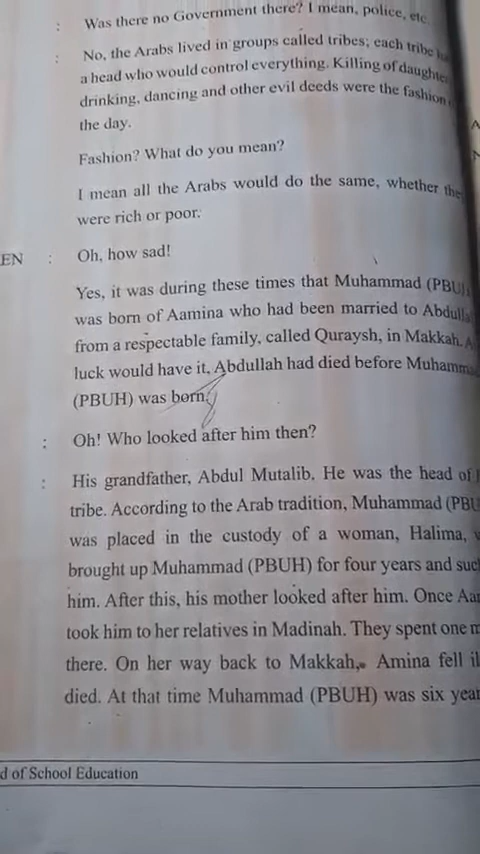 : Was there no Government there? I mean, police, etc.
: No, the Arabs lived in groups called tribes; each tribe
a head who would control everything. Killing of daughter
drinking, dancing and other evil deeds were the fashion
the day.
Fashion? What do you mean?
I mean all the Arabs would do the same, whether the
were rich or poor.
EN : Oh, how sad!
Yes, it was during these times that Muhammad (PBU
was born of Aamina who had been married to Abdulla
from a respectable family, called Quraysh, in Makkah. A
luck would have it, Abdullah had died before Muhamma
(PBUH) was born.
: Oh! Who looked after him then?
: His grandfather, Abdul Mutalib. He was the head of
tribe. According to the Arab tradition, Muhammad (PBU
was placed in the custody of a woman, Halima,
brought up Muhammad (PBUH) for four years and suc
him. After this, his mother looked after him. Once Aa
took him to her relatives in Madinah. They spent one m
there. On her way back to Makkah, Amina fell il
died. At that time Muhammad (PBUH) was six year
d of School Education